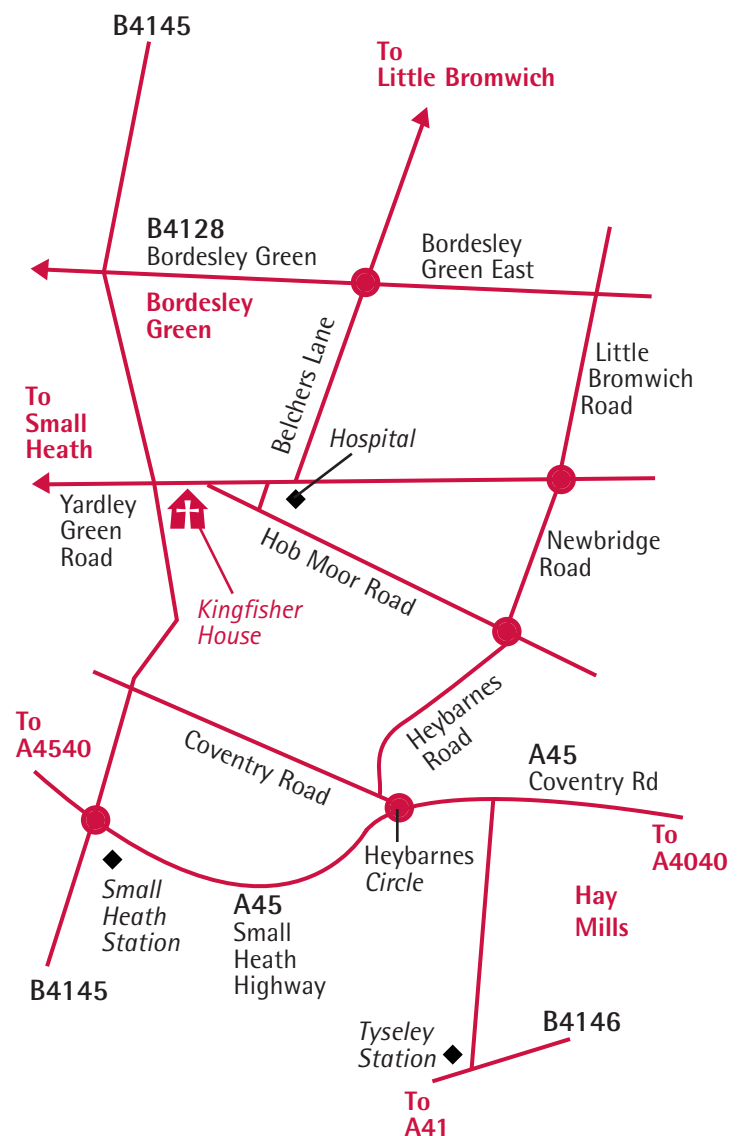 B4145
To
Little Bromwich
B4128
Bordesley Green
Bordesley
Green East
Bordesley
Green
Belchers Lane
Little
Bromwich
Road
To
Small
Heath
Hospital
Yardley
Green
Road
Hob Moor Road
Newbridge
Road
Kingfisher
House
To
A4540
Coventry Road
Heybarnes
Road
A45
Coventry Rd
To
A4040
Heybarnes
Circle
Small
Heath
Station
A45
Small
Heath
Highway
Hay
Mills
B4145
Tyseley
Station
B4146
To
A41